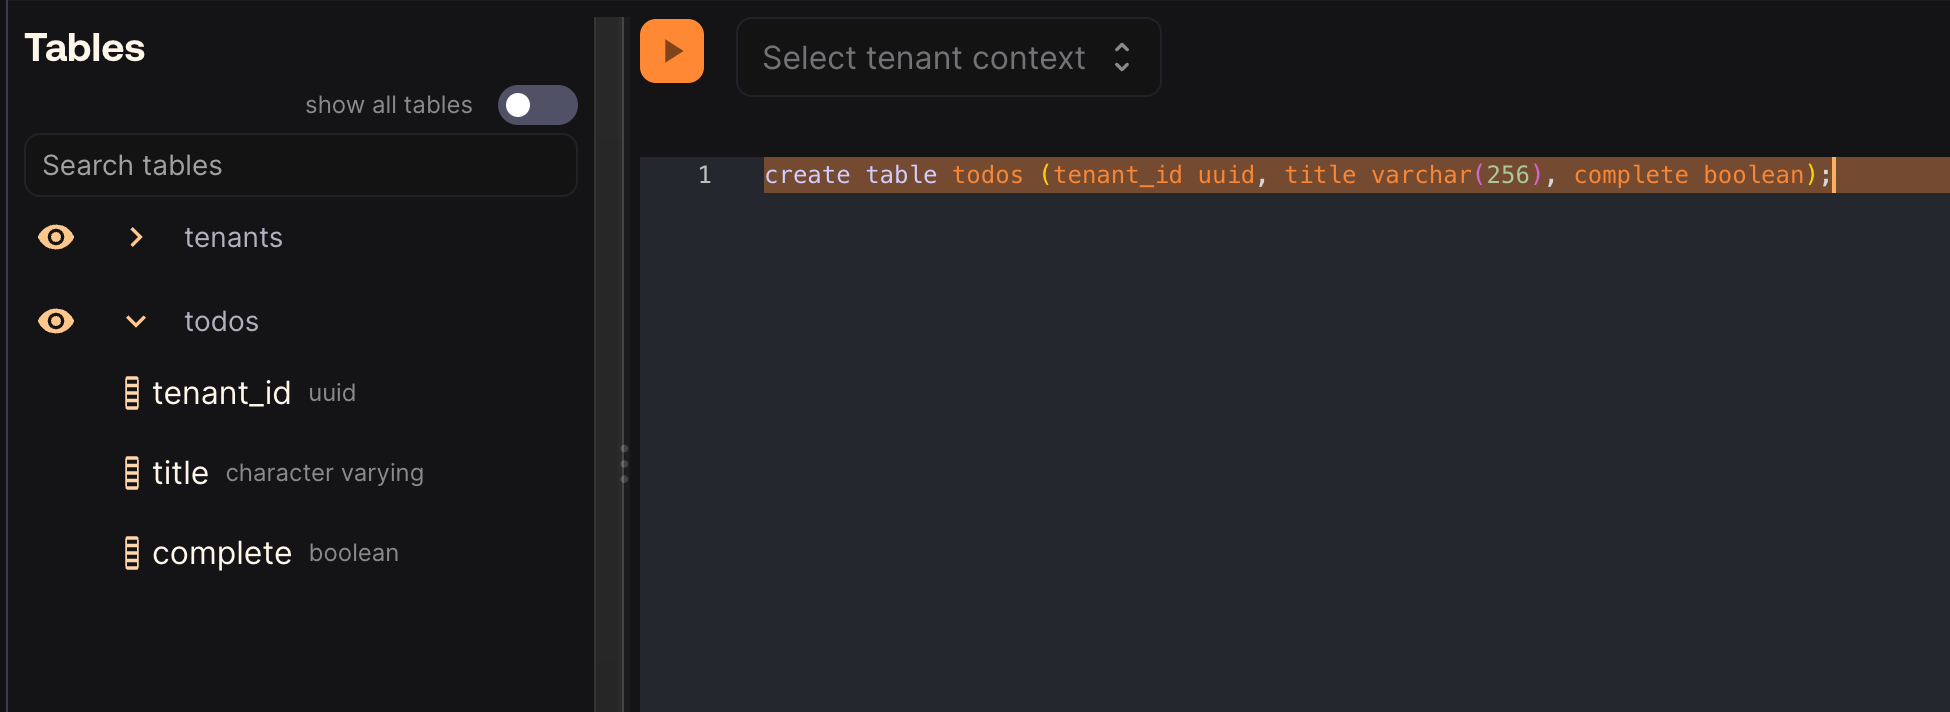 Tables
show all tables
Search tables
tenants
todos
tenant_id uuid
title character varying
complete boolean
Select tenant context
1 create table todos (tenant_id uuid, title varchar(256), complete boolean);